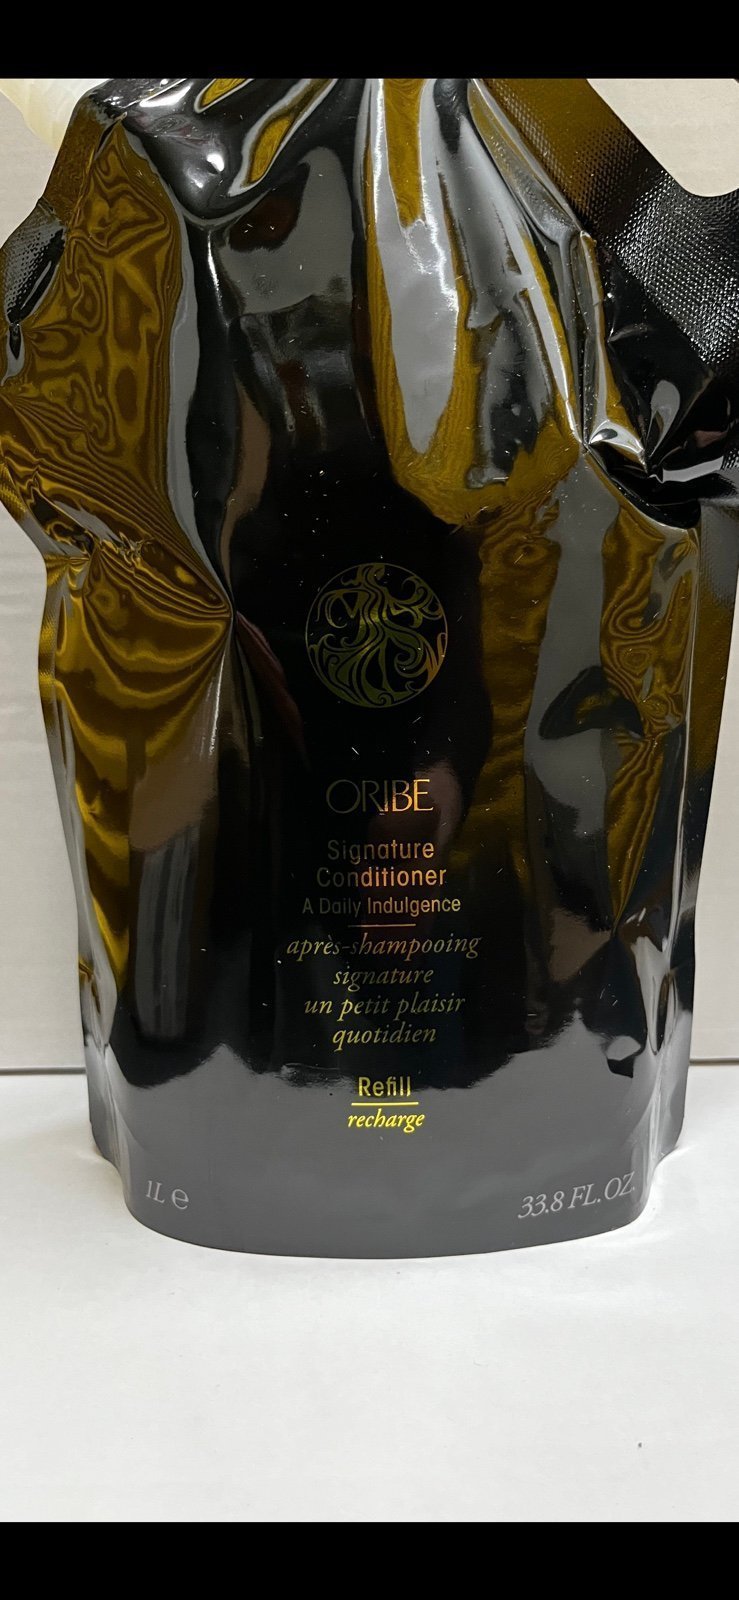 ORIBE
Signature
Conditioner
A Daily Indulgence
après-shampooing
signature
un petit plaisir
quotidien
Refill
recharge
1L ℮
33.8 FL. OZ.